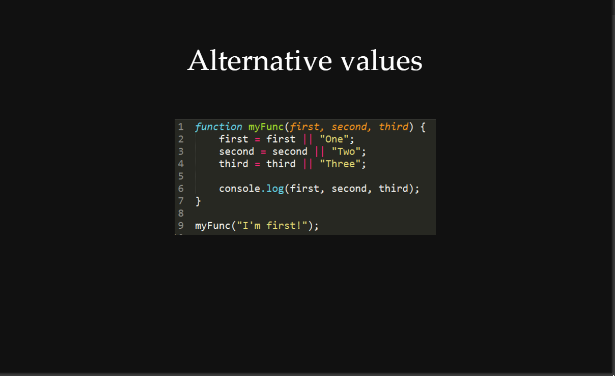 Alternative values
1 function myFunc(first, second, third) {
2 first = first || "One";
3 second = second || "Two";
4 third = third || "Three";
5
6 console.log(first, second, third);
7 }
8
9 myFunc("I'm first!");